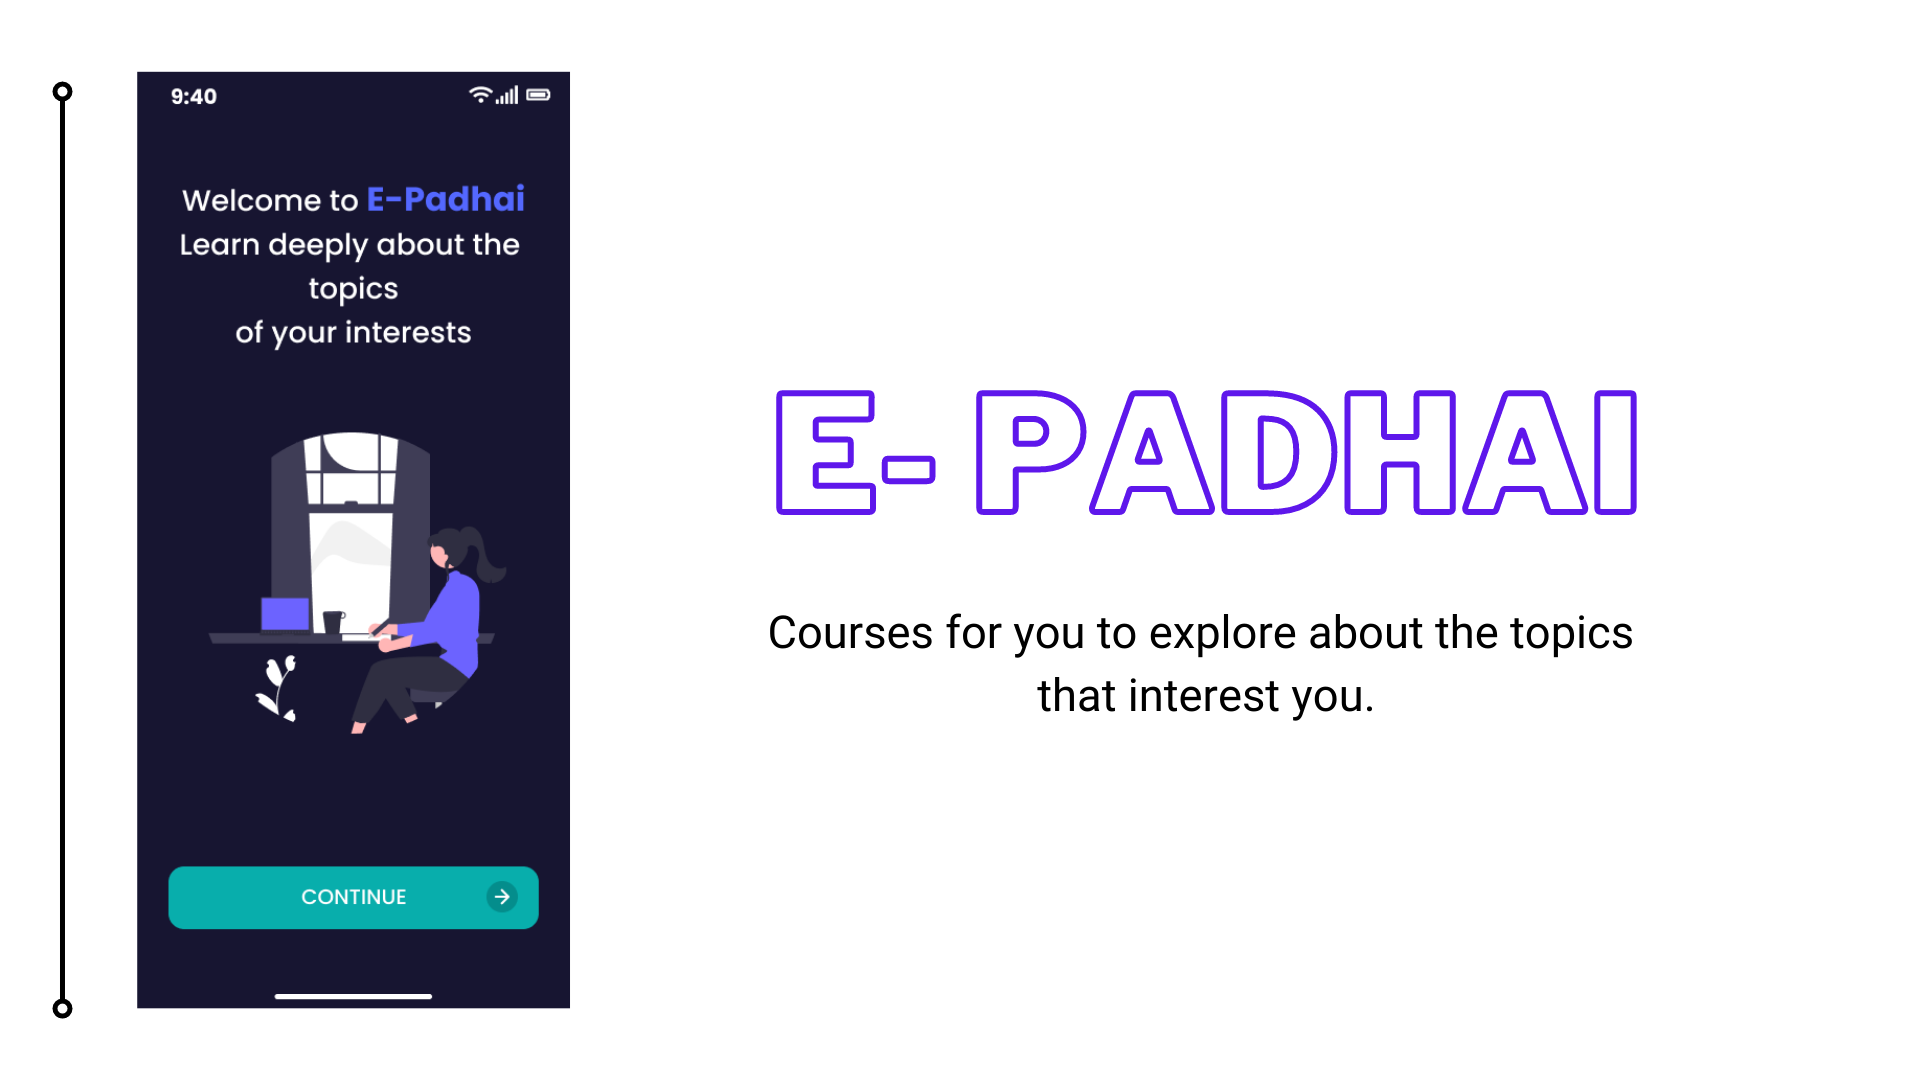 9:40
Welcome to E-Padhai
Learn deeply about the
topics
of your interests
CONTINUE
E- PADHAI
Courses for you to explore about the topics
that interest you.